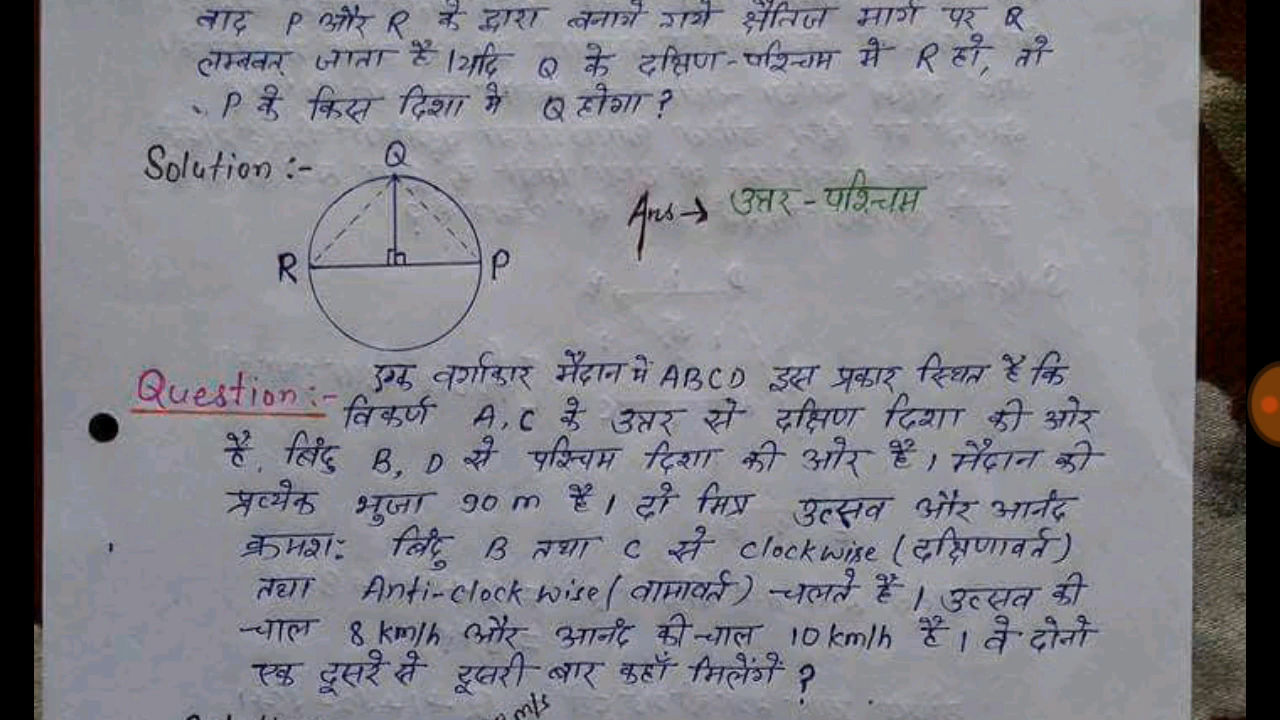 बाद P और R के द्वारा बनाये गये क्षैतिज मार्ग पर Q
लम्बवत् जाता है। यदि Q के दक्षिण-पश्चिम में R हो, तो
P के किस दिशा में Q होगा?
Solution :-
Q
Ans → उत्तर-पश्चिम
R
P
Question :- एक वर्गाकार मैदान में ABCD इस प्रकार स्थित है कि
विकर्ण A, C के उत्तर से दक्षिण दिशा की ओर
है, बिंदु B, D से पश्चिम दिशा की ओर है। मैदान की
प्रत्येक भुजा 90 m है। दो मित्र उत्सव और आनंद
क्रमशः बिंदु B तथा C से Clockwise (दक्षिणावर्त)
तथा Anti-clockwise (वामावर्त) चलते हैं। उत्सव की
चाल 8 km/h और आनंद की चाल 10 km/h है। वे दोनो
एक दूसरे से दूसरी बार कहाँ मिलेंगे?
m/s